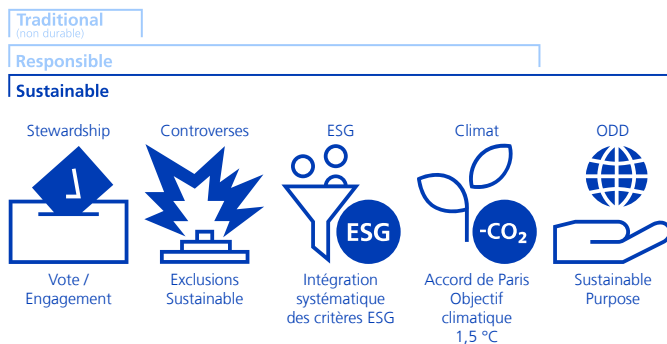 Traditional
(non durable)
Responsible
Sustainable
Stewardship
Controverses
ESG
Climat
ODD
ESG
-CO₂
Vote /
Engagement
Exclusions
Sustainable
Intégration
systématique
des critères ESG
Accord de Paris
Objectif
climatique
1,5 °C
Sustainable
Purpose